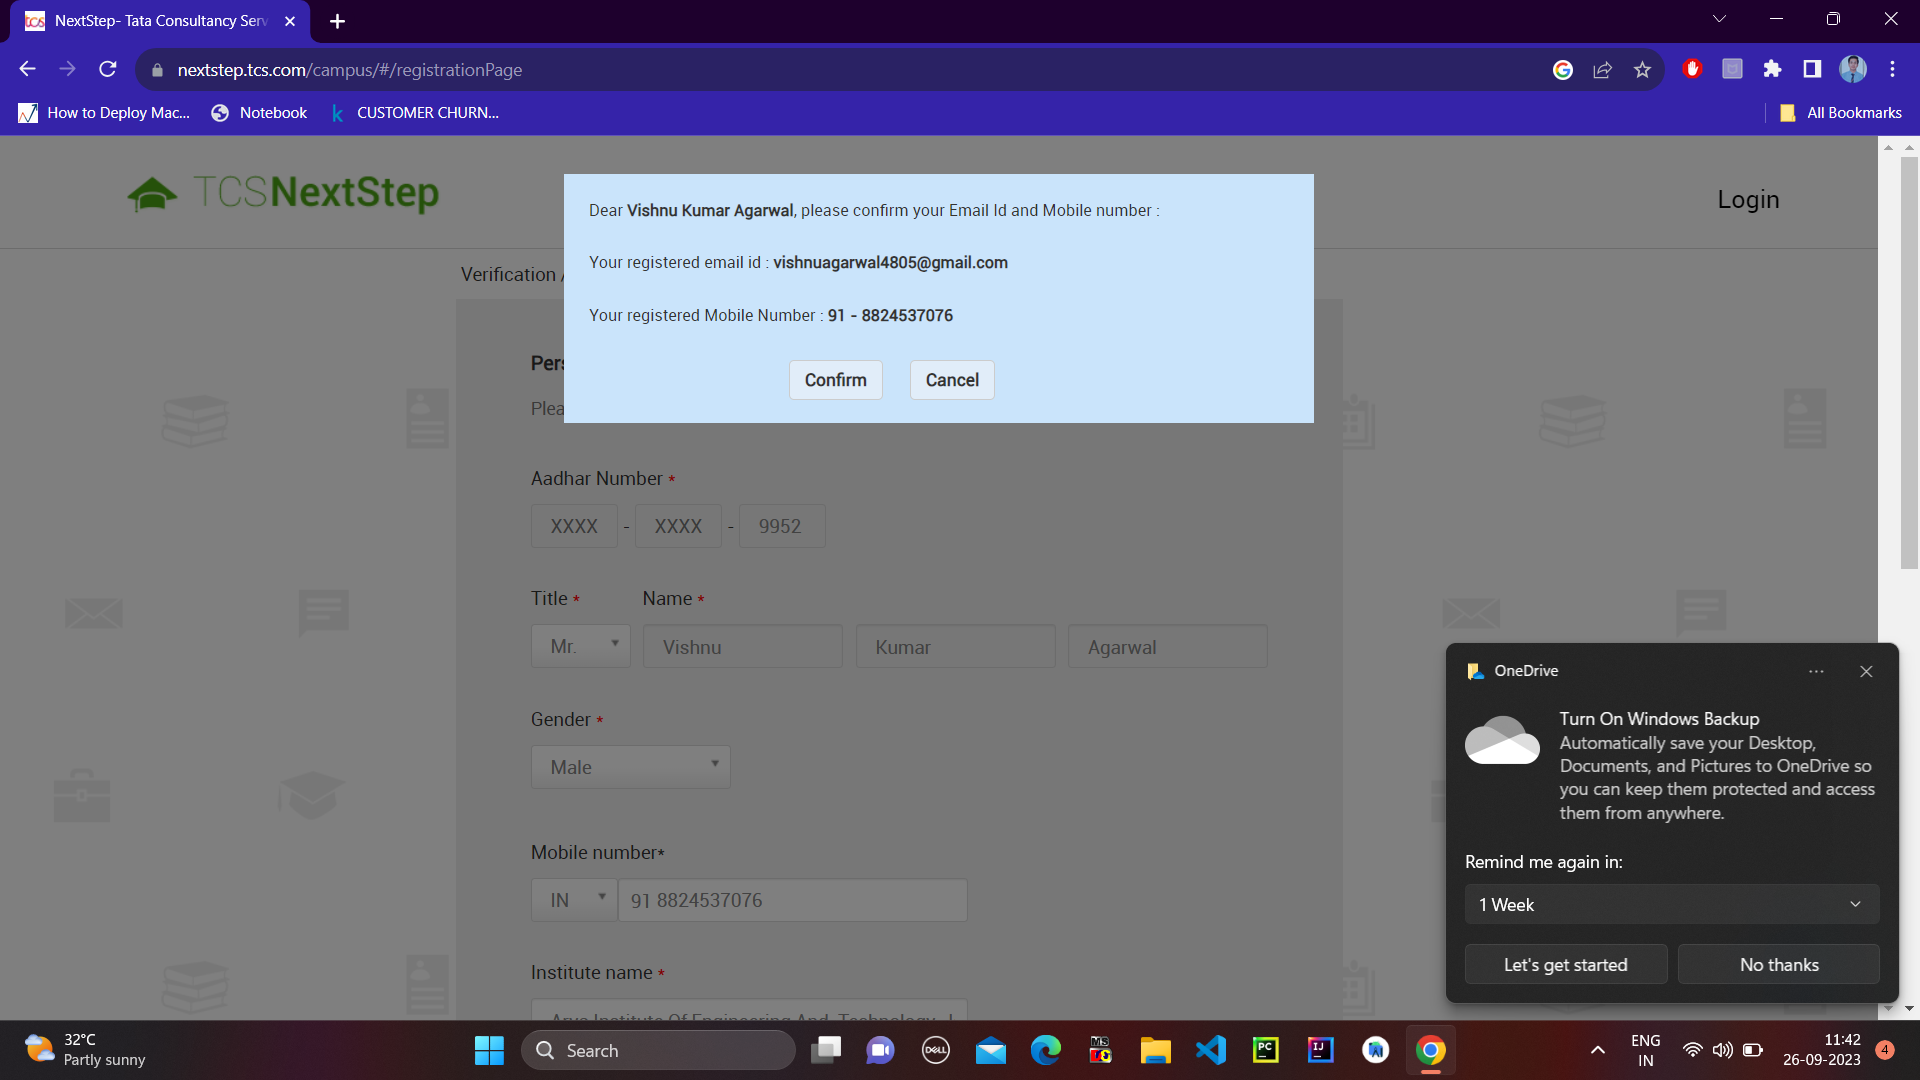 NextStep- Tata Consultancy Serv
nextstep.tcs.com/campus/#/registrationPage
How to Deploy Mac...
Notebook
CUSTOMER CHURN...
All Bookmarks
TCSNextStep
Login
Dear Vishnu Kumar Agarwal, please confirm your Email Id and Mobile number :
Your registered email id : vishnuagarwal4805@gmail.com
Your registered Mobile Number : 91 - 8824537076
Confirm Cancel
Verification /
Pers
Plea
Aadhar Number *
XXXX - XXXX - 9952
Title * Name *
Mr. Vishnu Kumar Agarwal
Gender *
Male
Mobile number*
IN 91 8824537076
Institute name *
Arya Institute Of Engineering And Technology, J
OneDrive
Turn On Windows Backup
Automatically save your Desktop,
Documents, and Pictures to OneDrive so
you can keep them protected and access
them from anywhere.
Remind me again in:
1 Week
Let's get started No thanks
32°C
Partly sunny
Search
ENG
IN
11:42
26-09-2023
4